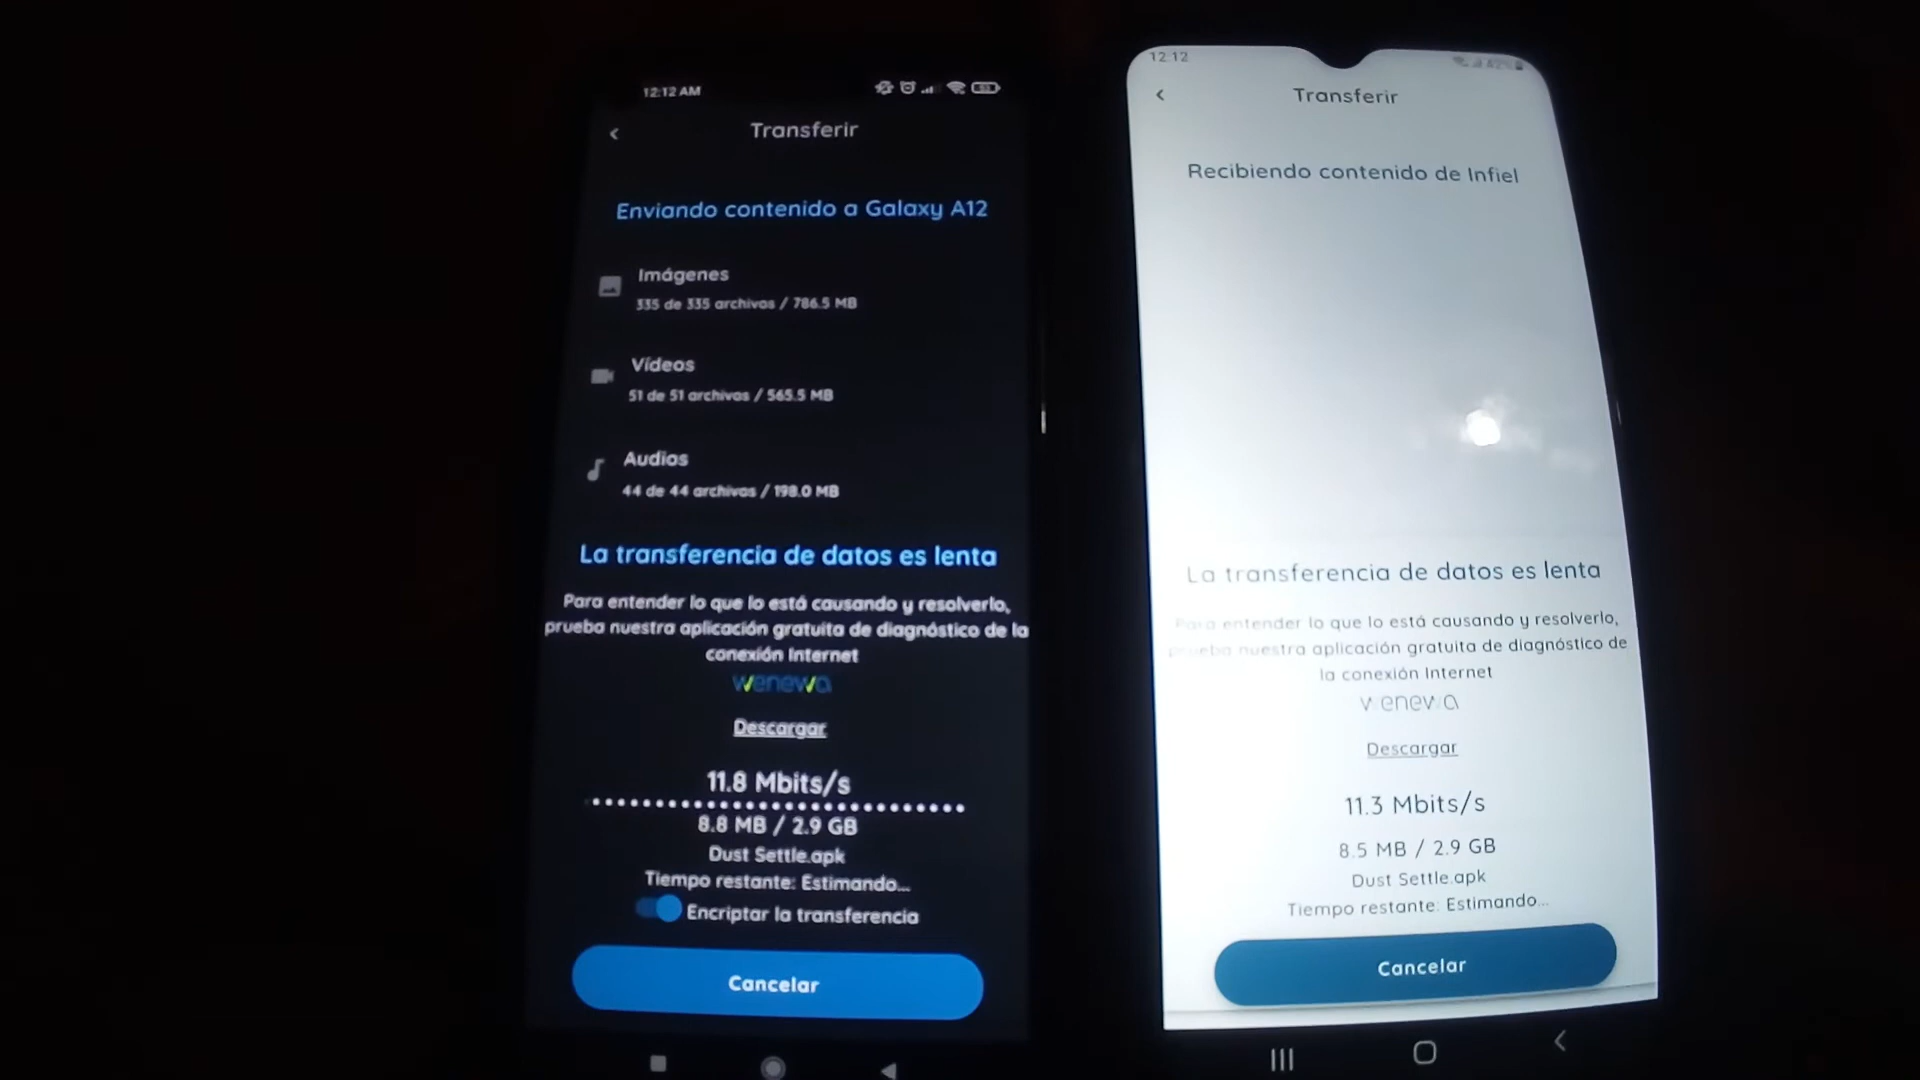 12:12 AM
Transferir
Enviando contenido a Galaxy A12
Imágenes
335 de 335 archivos / 786.5 MB
Vídeos
51 de 51 archivos / 565.5 MB
Audios
44 de 44 archivos / 198.0 MB
La transferencia de datos es lenta
Para entender lo que lo está causando y resolverlo,
prueba nuestra aplicación gratuita de diagnóstico de la
conexión Internet
wenewa
Descargar
11.8 Mbits/s
8.8 MB / 2.9 GB
Dust Settle.apk
Tiempo restante: Estimando...
Encriptar la transferencia
Cancelar
12:12
Transferir
Recibiendo contenido de Infiel
La transferencia de datos es lenta
Para entender lo que lo está causando y resolverlo,
prueba nuestra aplicación gratuita de diagnóstico de
la conexión Internet
wenewa
Descargar
11.3 Mbits/s
8.5 MB / 2.9 GB
Dust Settle.apk
Tiempo restante: Estimando...
Cancelar